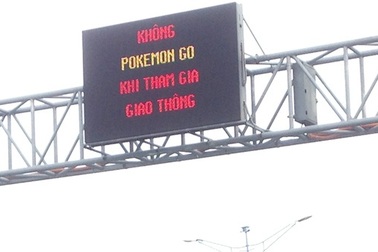 KHÔNG
POKEMON GO
KHI THAM GIA
GIAO THÔNG